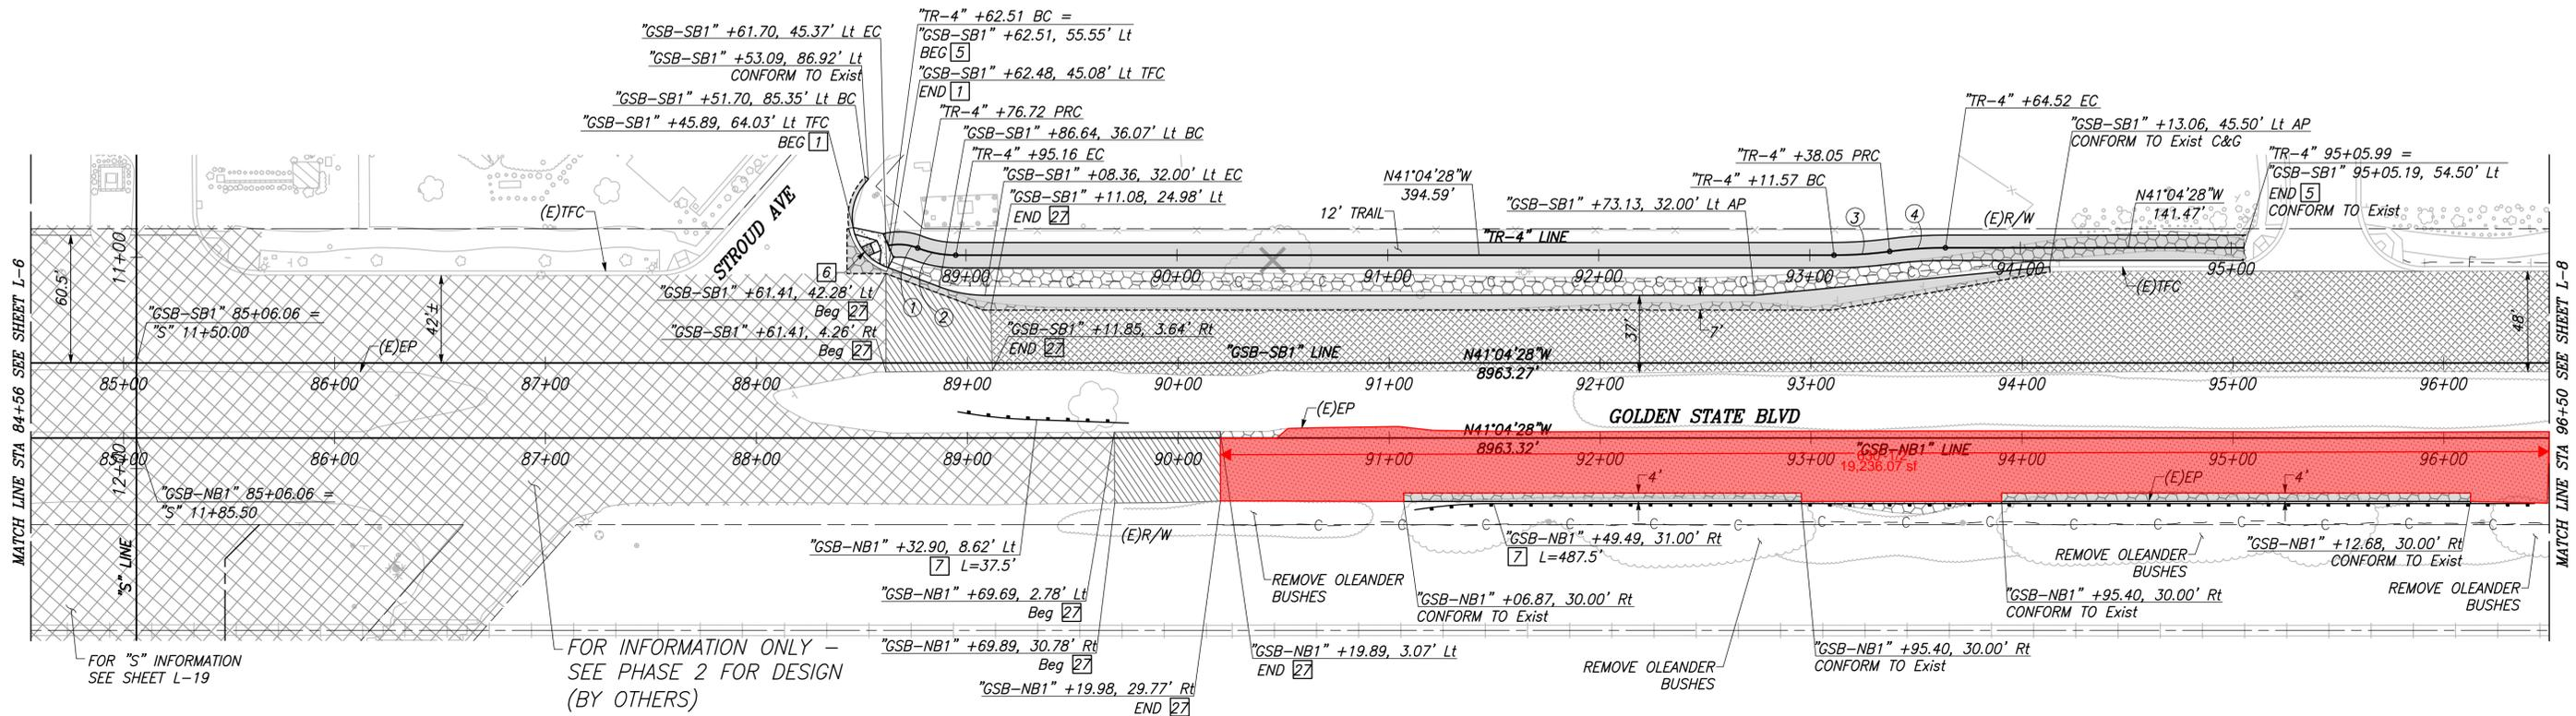 "TR-4" +62.51 BC =
"GSB-SB1" +62.51, 55.55' Lt
BEG 5
"GSB-SB1" +61.70, 45.37' Lt EC
"GSB-SB1" +53.09, 86.92' Lt
CONFORM TO Exist
"GSB-SB1" +62.48, 45.08' Lt TFC
END 1
"GSB-SB1" +51.70, 85.35' Lt BC
"TR-4" +76.72 PRC
"GSB-SB1" +45.89, 64.03' Lt TFC
BEG 1
"GSB-SB1" +86.64, 36.07' Lt BC
"TR-4" +95.16 EC
"GSB-SB1" +08.36, 32.00' Lt EC
"GSB-SB1" +11.08, 24.98' Lt
END 27
"TR-4" +64.52 EC
"GSB-SB1" +13.06, 45.50' Lt AP
CONFORM TO Exist C&G
"TR-4" +38.05 PRC
"TR-4" +11.57 BC
"TR-4" 95+05.99 =
"GSB-SB1" 95+05.19, 54.50' Lt
END 5
CONFORM TO Exist
N41°04'28"W
394.59'
"GSB-SB1" +73.13, 32.00' Lt AP
N41°04'28"W
141.47'
12' TRAIL
(E)TFC
STROUD AVE
"TR-4" LINE
3
4
(E)R/W
MATCH LINE STA 84+56 SEE SHEET L-6
60.5'
11+00
42'±
6
89+00
90+00
91+00
92+00
93+00
94+00
95+00
(E)TFC
F
"GSB-SB1" +61.41, 42.28' Lt
Beg 27
1
2
"GSB-SB1" +61.41, 4.26' Rt
Beg 27
"GSB-SB1" +11.85, 3.64' Rt
END 27
7'
37'
48'
MATCH LINE STA 96+50 SEE SHEET L-8
"GSB-SB1" 85+06.06 =
"S" 11+50.00
(E)EP
"GSB-SB1" LINE
N41°04'28"W
8963.27'
85+00
86+00
87+00
88+00
89+00
90+00
91+00
92+00
93+00
94+00
95+00
96+00
(E)EP
GOLDEN STATE BLVD
N41°04'28"W
8963.32'
"GSB-NB1" LINE
19,236.07 sf
85+00
86+00
87+00
88+00
89+00
90+00
91+00
92+00
93+00
94+00
95+00
96+00
12+00
"GSB-NB1" 85+06.06 =
"S" 11+85.50
4'
(E)EP
4'
"S" LINE
(E)R/W
"GSB-NB1" +32.90, 8.62' Lt
7 L=37.5'
"GSB-NB1" +49.49, 31.00' Rt
7 L=487.5'
REMOVE OLEANDER
BUSHES
"GSB-NB1" +12.68, 30.00' Rt
CONFORM TO Exist
REMOVE OLEANDER
BUSHES
REMOVE OLEANDER
BUSHES
"GSB-NB1" +69.69, 2.78' Lt
Beg 27
"GSB-NB1" +06.87, 30.00' Rt
CONFORM TO Exist
"GSB-NB1" +95.40, 30.00' Rt
CONFORM TO Exist
FOR "S" INFORMATION
SEE SHEET L-19
FOR INFORMATION ONLY -
SEE PHASE 2 FOR DESIGN
(BY OTHERS)
"GSB-NB1" +69.89, 30.78' Rt
Beg 27
"GSB-NB1" +19.89, 3.07' Lt
END 27
"GSB-NB1" +95.40, 30.00' Rt
CONFORM TO Exist
REMOVE OLEANDER
BUSHES
"GSB-NB1" +19.98, 29.77' Rt
END 27